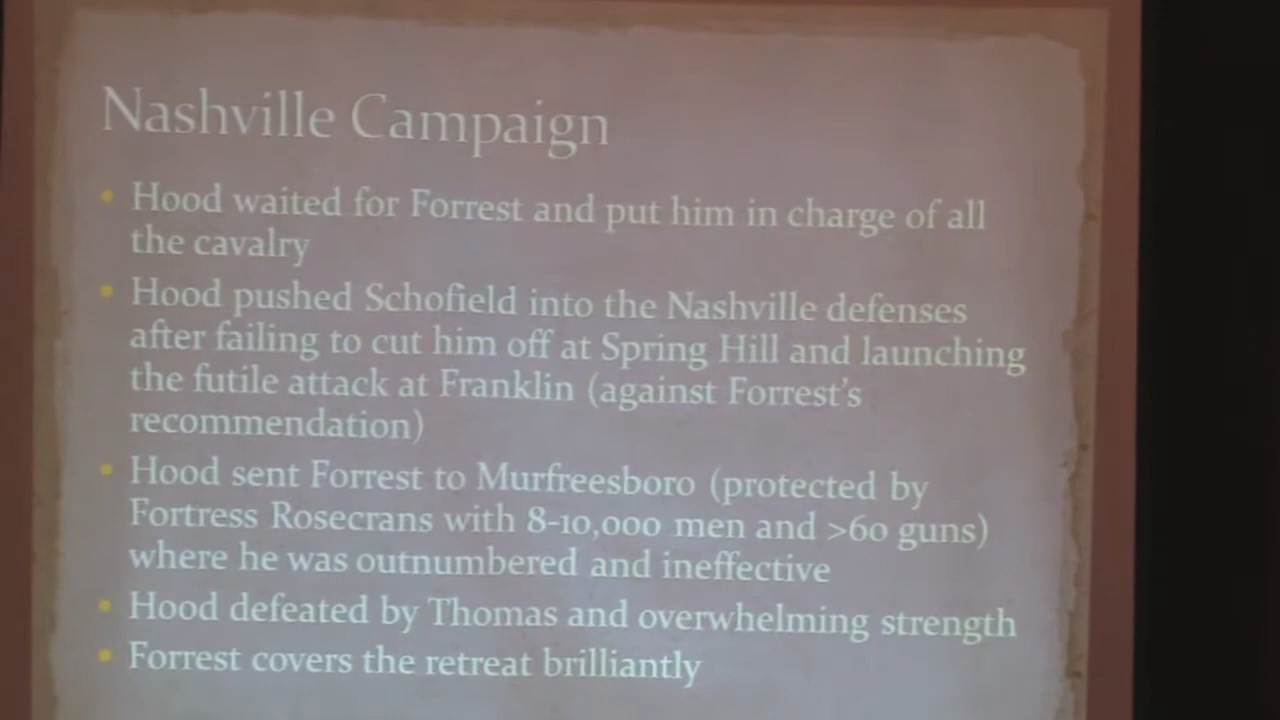 Nashville Campaign
• Hood waited for Forrest and put him in charge of all
the cavalry
• Hood pushed Schofield into the Nashville defenses
after failing to cut him off at Spring Hill and launching
the futile attack at Franklin (against Forrest's
recommendation)
• Hood sent Forrest to Murfreesboro (protected by
Fortress Rosecrans with 8-10,000 men and >60 guns)
where he was outnumbered and ineffective
• Hood defeated by Thomas and overwhelming strength
• Forrest covers the retreat brilliantly